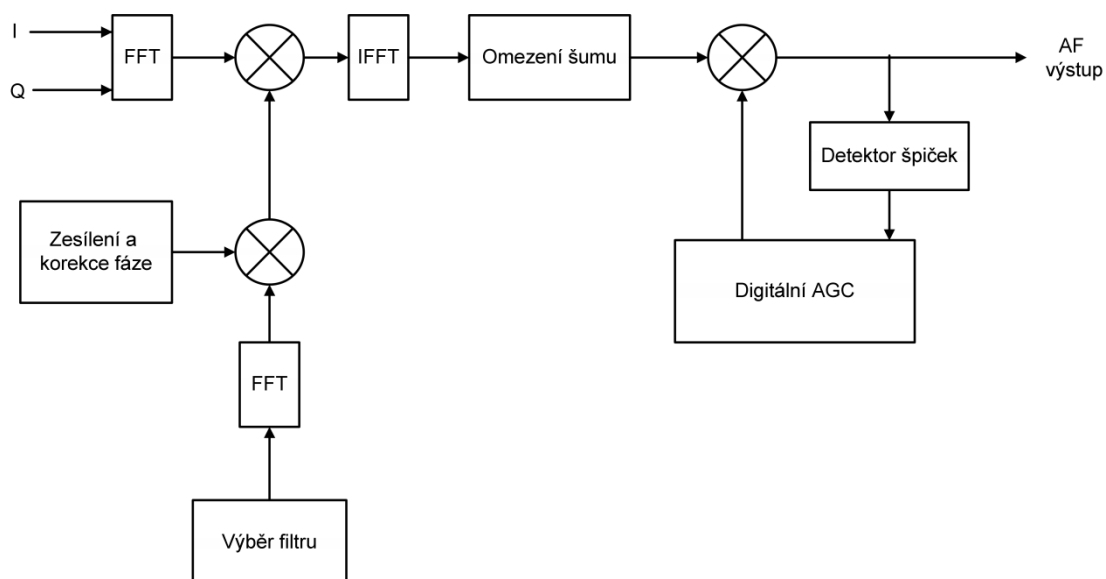 I
Q
FFT
IFFT
Omezení šumu
AF
výstup
Detektor špiček
Zesílení a
korekce fáze
Digitální AGC
FFT
Výběr filtru